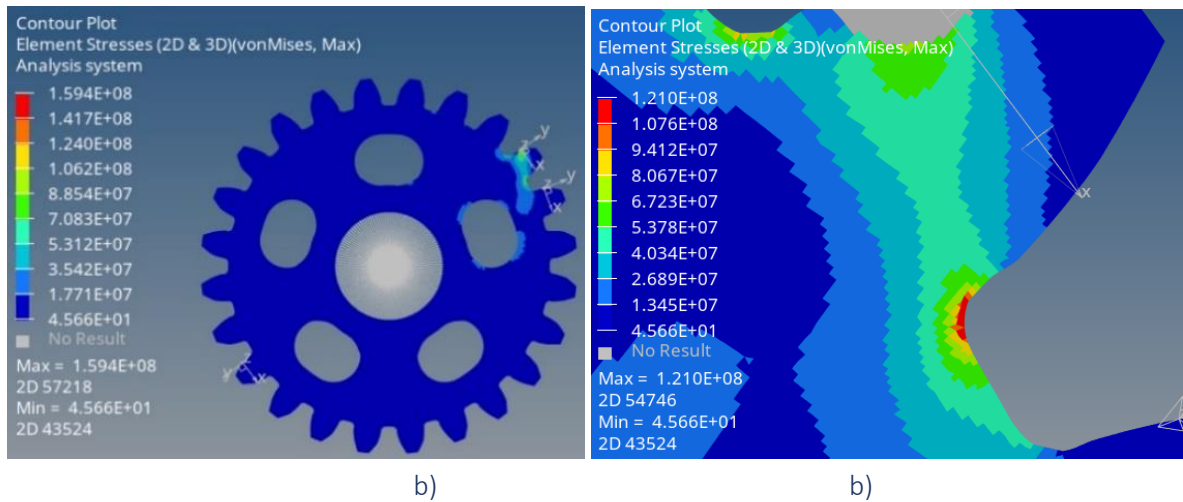 Contour Plot
Element Stresses (2D & 3D)(vonMises, Max)
Analysis system
1.594E+08
1.417E+08
1.240E+08
1.062E+08
8.854E+07
7.083E+07
5.312E+07
3.542E+07
1.771E+07
4.566E+01
No Result
Max = 1.594E+08
2D 57218
Min = 4.566E+01
2D 43524
z
y
x
z
y
x
z
y
x
b)
Contour Plot
Element Stresses (2D & 3D)(vonMises, Max)
Analysis system
1.210E+08
1.076E+08
9.412E+07
8.067E+07
6.723E+07
5.378E+07
4.034E+07
2.689E+07
1.345E+07
4.566E+01
No Result
Max = 1.210E+08
2D 54746
Min = 4.566E+01
2D 43524
x
b)